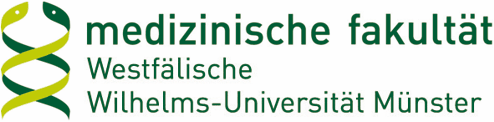 medizinische fakultät
Westfälische
Wilhelms-Universität Münster